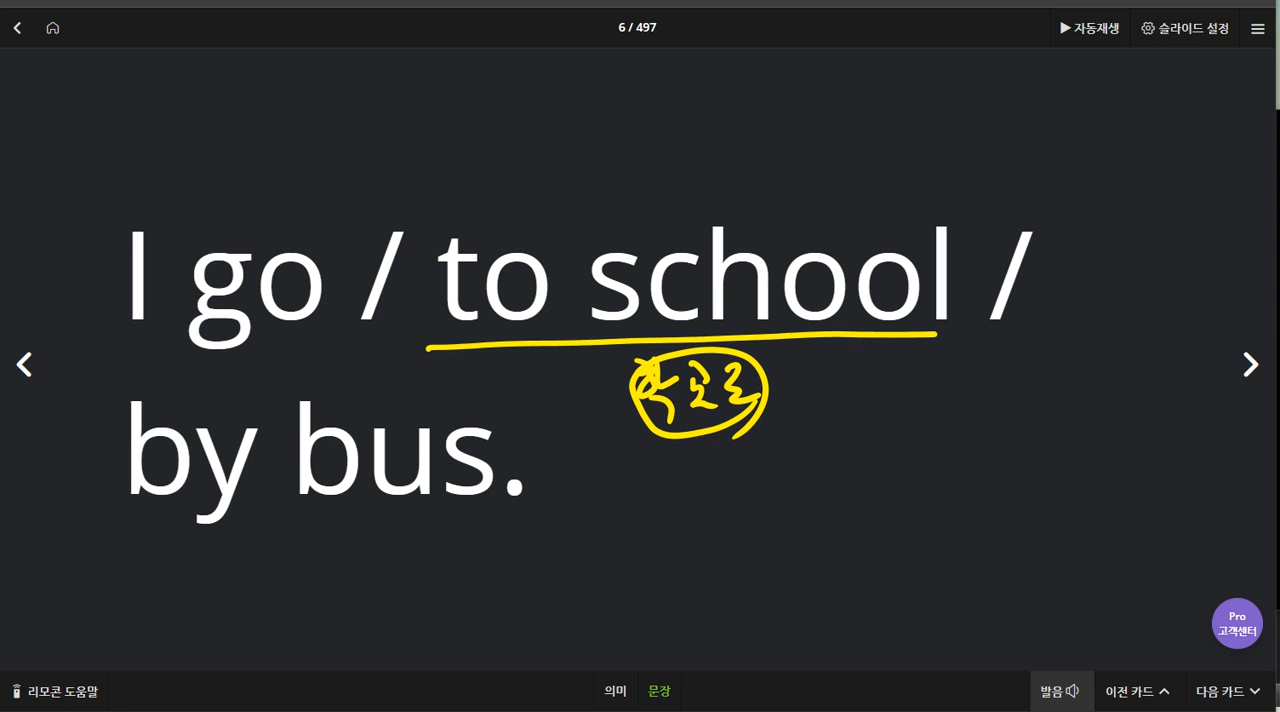 6 / 497
자동재생
슬라이드 설정
I go / to school /
학교로
by bus.
Pro
고객센터
리모콘 도움말
의미
문장
발음
이전 카드
다음 카드